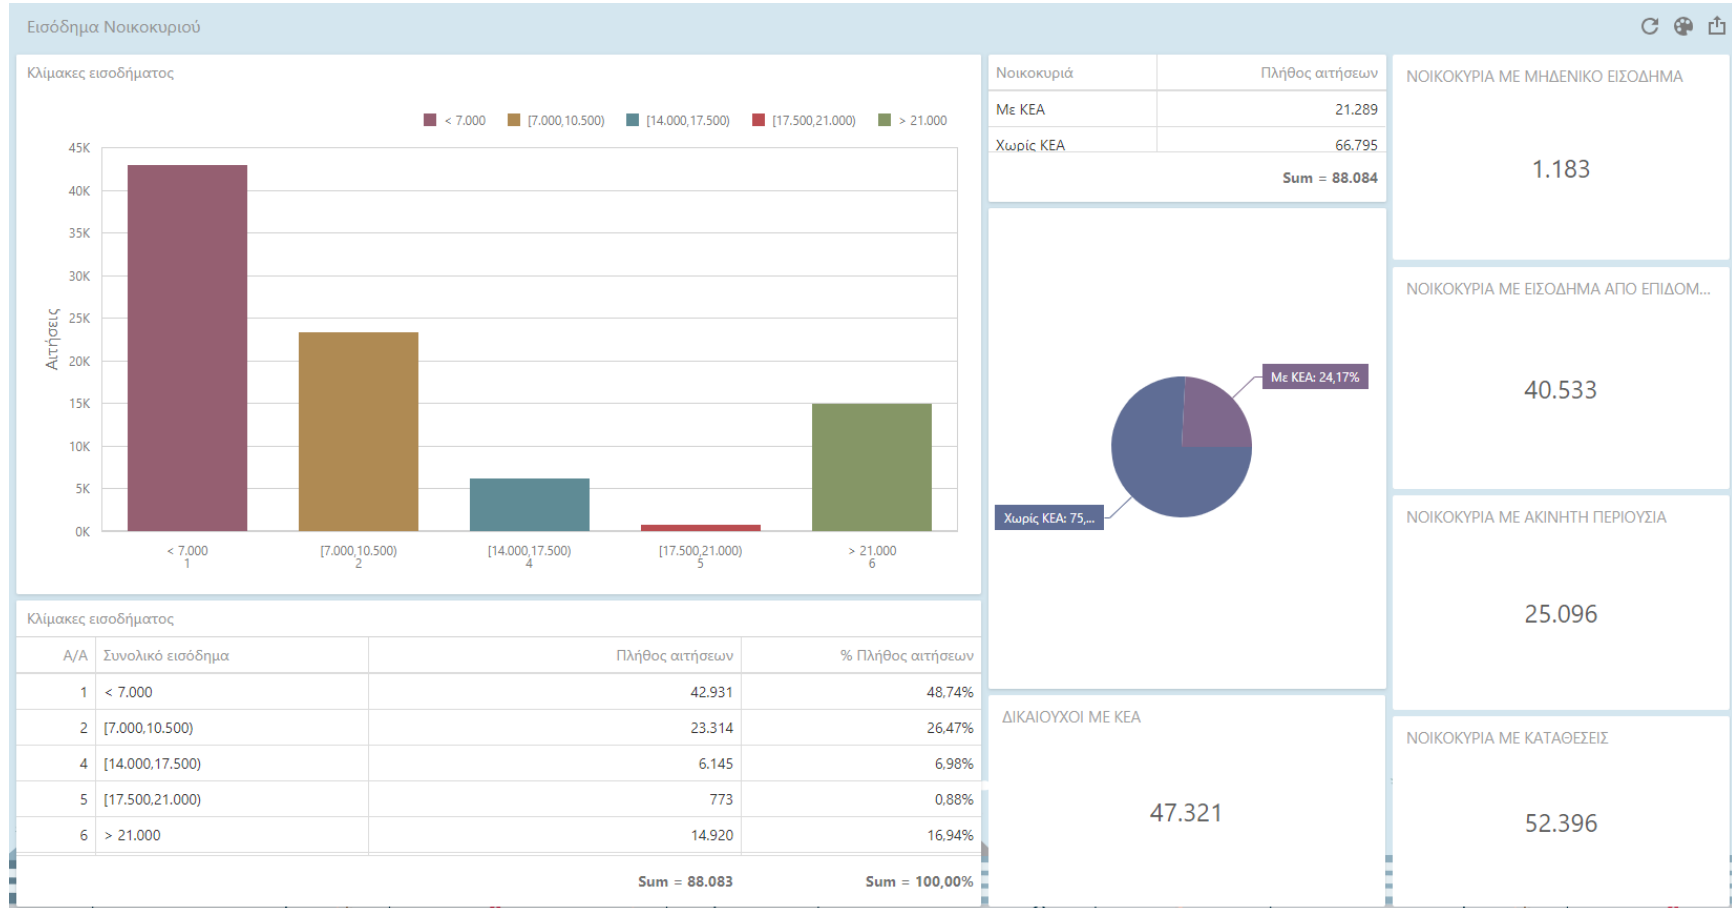 Εισόδημα Νοικοκυριού
Κλίμακες εισοδήματος
< 7.000 [7.000,10.500) [14.000,17.500) [17.500,21.000) > 21.000
45K
40K
35K
30K
25K
20K
15K
10K
5K
0K
Αιτήσεις
< 7.000 [7.000,10.500) [14.000,17.500) [17.500,21.000) > 21.000
1 2 4 5 6
Κλίμακες εισοδήματος
Α/Α Συνολικό εισόδημα Πλήθος αιτήσεων % Πλήθος αιτήσεων
1 < 7.000 42.931 48,74%
2 [7.000,10.500) 23.314 26,47%
4 [14.000,17.500) 6.145 6,98%
5 [17.500,21.000) 773 0,88%
6 > 21.000 14.920 16,94%
Sum = 88.083 Sum = 100,00%
Νοικοκυριά Πλήθος αιτήσεων
Με ΚΕΑ 21.289
Χωρίς ΚΕΑ 66.795
Sum = 88.084
Με ΚΕΑ: 24,17%
Χωρίς ΚΕΑ: 75,...
ΔΙΚΑΙΟΥΧΟΙ ΜΕ ΚΕΑ
47.321
ΝΟΙΚΟΚΥΡΙΑ ΜΕ ΜΗΔΕΝΙΚΟ ΕΙΣΟΔΗΜΑ
1.183
ΝΟΙΚΟΚΥΡΙΑ ΜΕ ΕΙΣΟΔΗΜΑ ΑΠΟ ΕΠΙΔΟΜ...
40.533
ΝΟΙΚΟΚΥΡΙΑ ΜΕ ΑΚΙΝΗΤΗ ΠΕΡΙΟΥΣΙΑ
25.096
ΝΟΙΚΟΚΥΡΙΑ ΜΕ ΚΑΤΑΘΕΣΕΙΣ
52.396